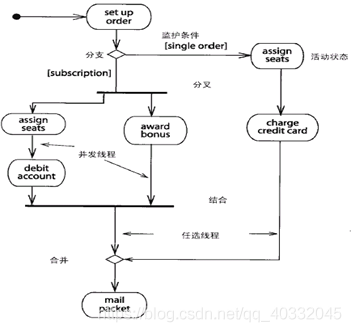 set up
order
监护条件
[single order]
分支
assign
seats
活动状态
[subscription]
分叉
assign
seats
award
bonus
charge
credit card
并发线程
debit
account
结合
任选线程
合并
mail
packet
https://blog.csdn.net/qq_40332045